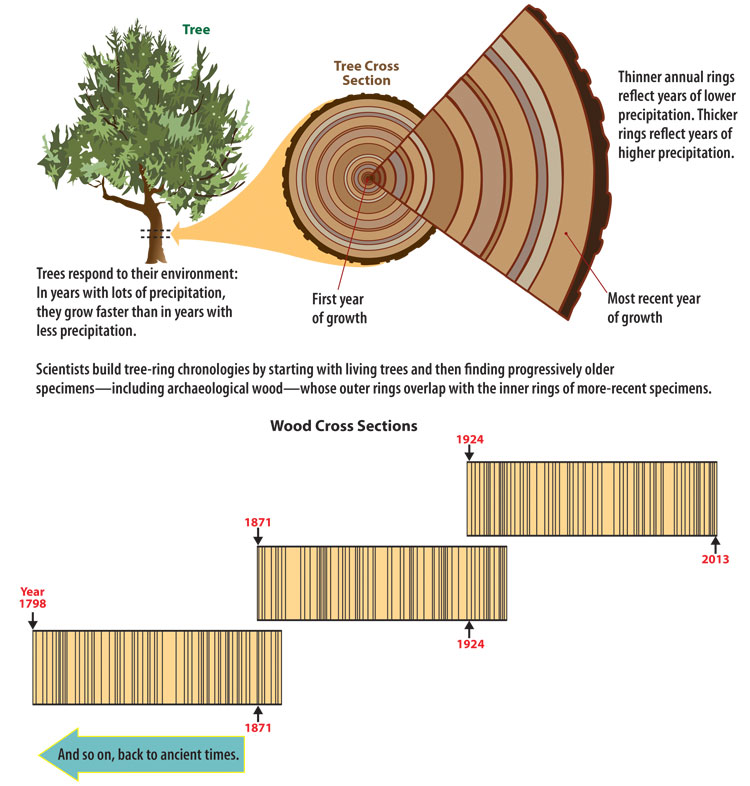 Tree
Tree Cross
Section
Thinner annual rings
reflect years of lower
precipitation. Thicker
rings reflect years of
higher precipitation.
Trees respond to their environment:
In years with lots of precipitation,
they grow faster than in years with
less precipitation.
First year
of growth
Most recent year
of growth
Scientists build tree-ring chronologies by starting with living trees and then finding progressively older
specimens—including archaeological wood—whose outer rings overlap with the inner rings of more-recent specimens.
Wood Cross Sections
1924
2013
1871
1924
Year
1798
1871
And so on, back to ancient times.